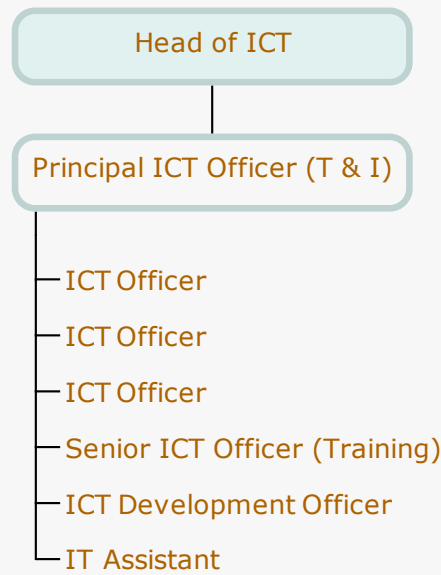 Head of ICT
Principal ICT Officer (T & I)
ICT Officer
ICT Officer
ICT Officer
Senior ICT Officer (Training)
ICT Development Officer
IT Assistant